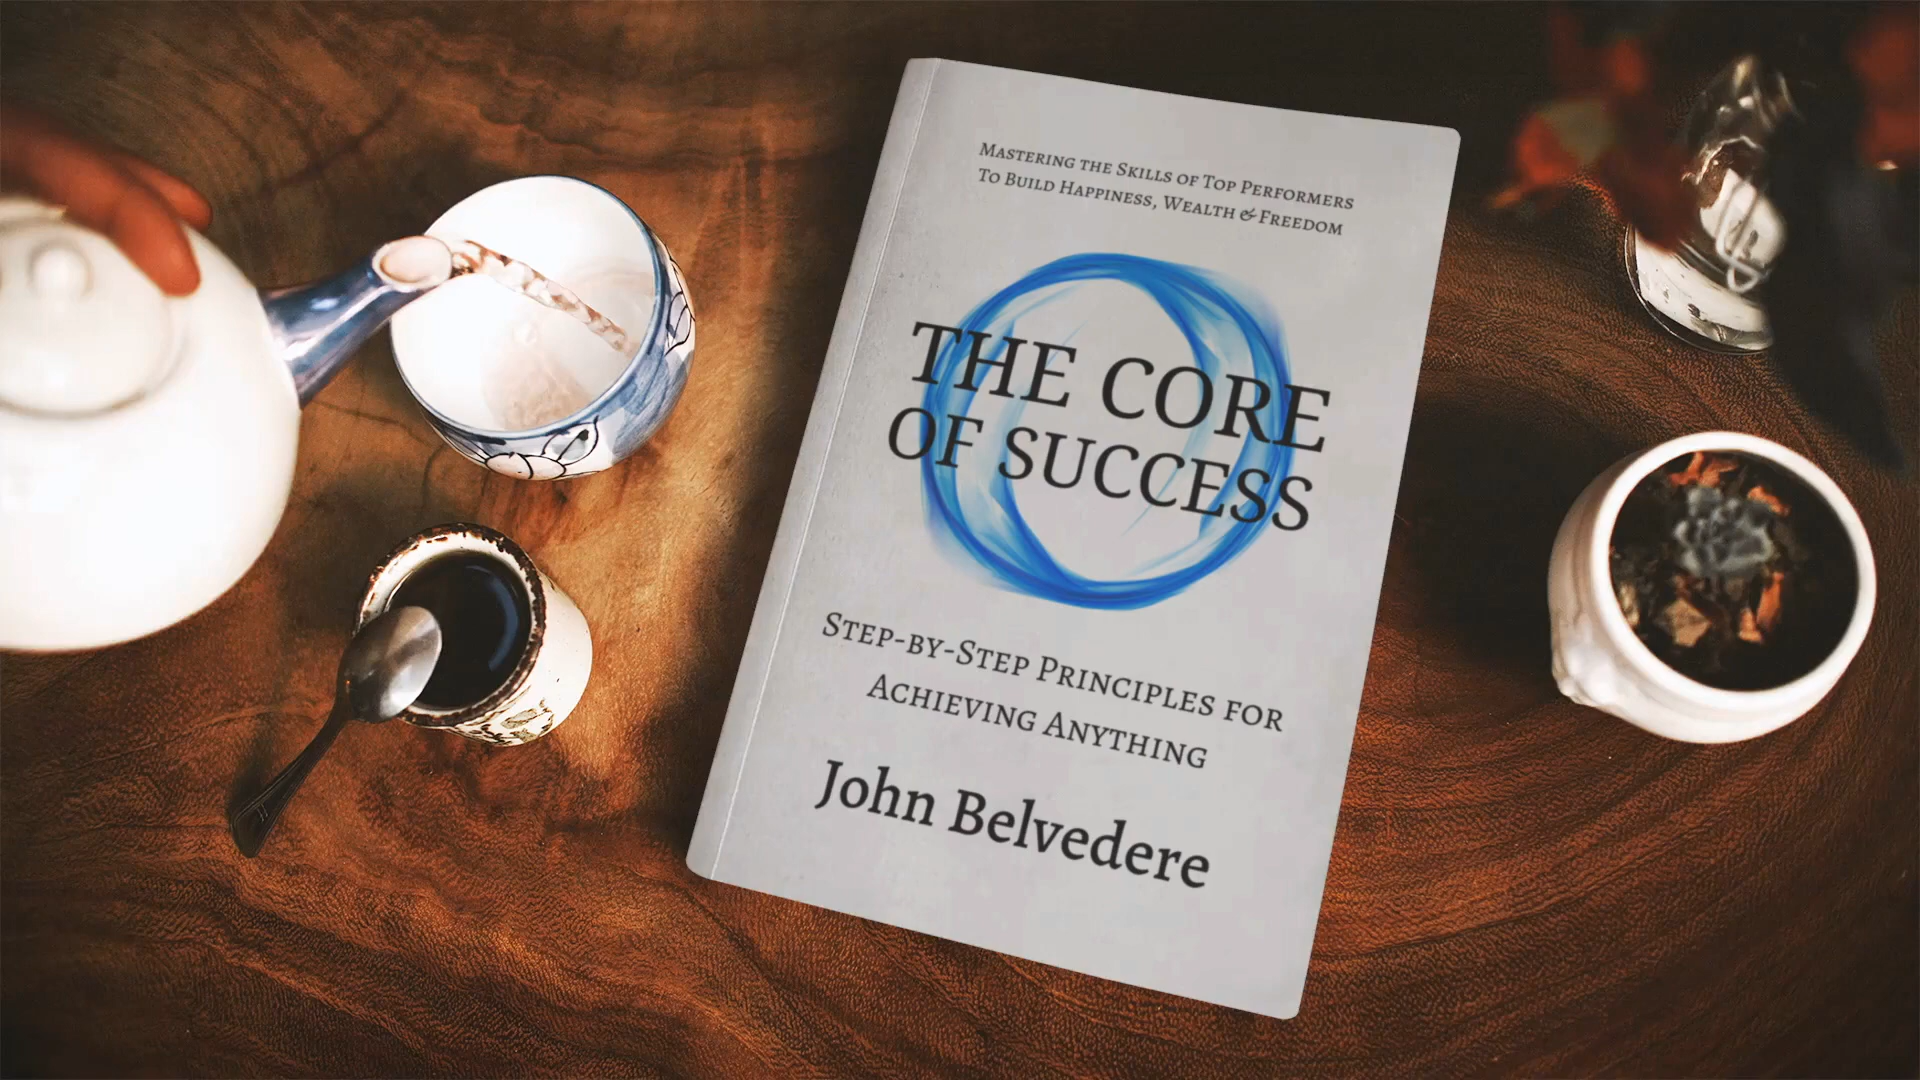 Mastering the Skills of Top Performers
To Build Happiness, Wealth & Freedom
THE CORE
OF SUCCESS
Step-by-Step Principles for
Achieving Anything
John Belvedere